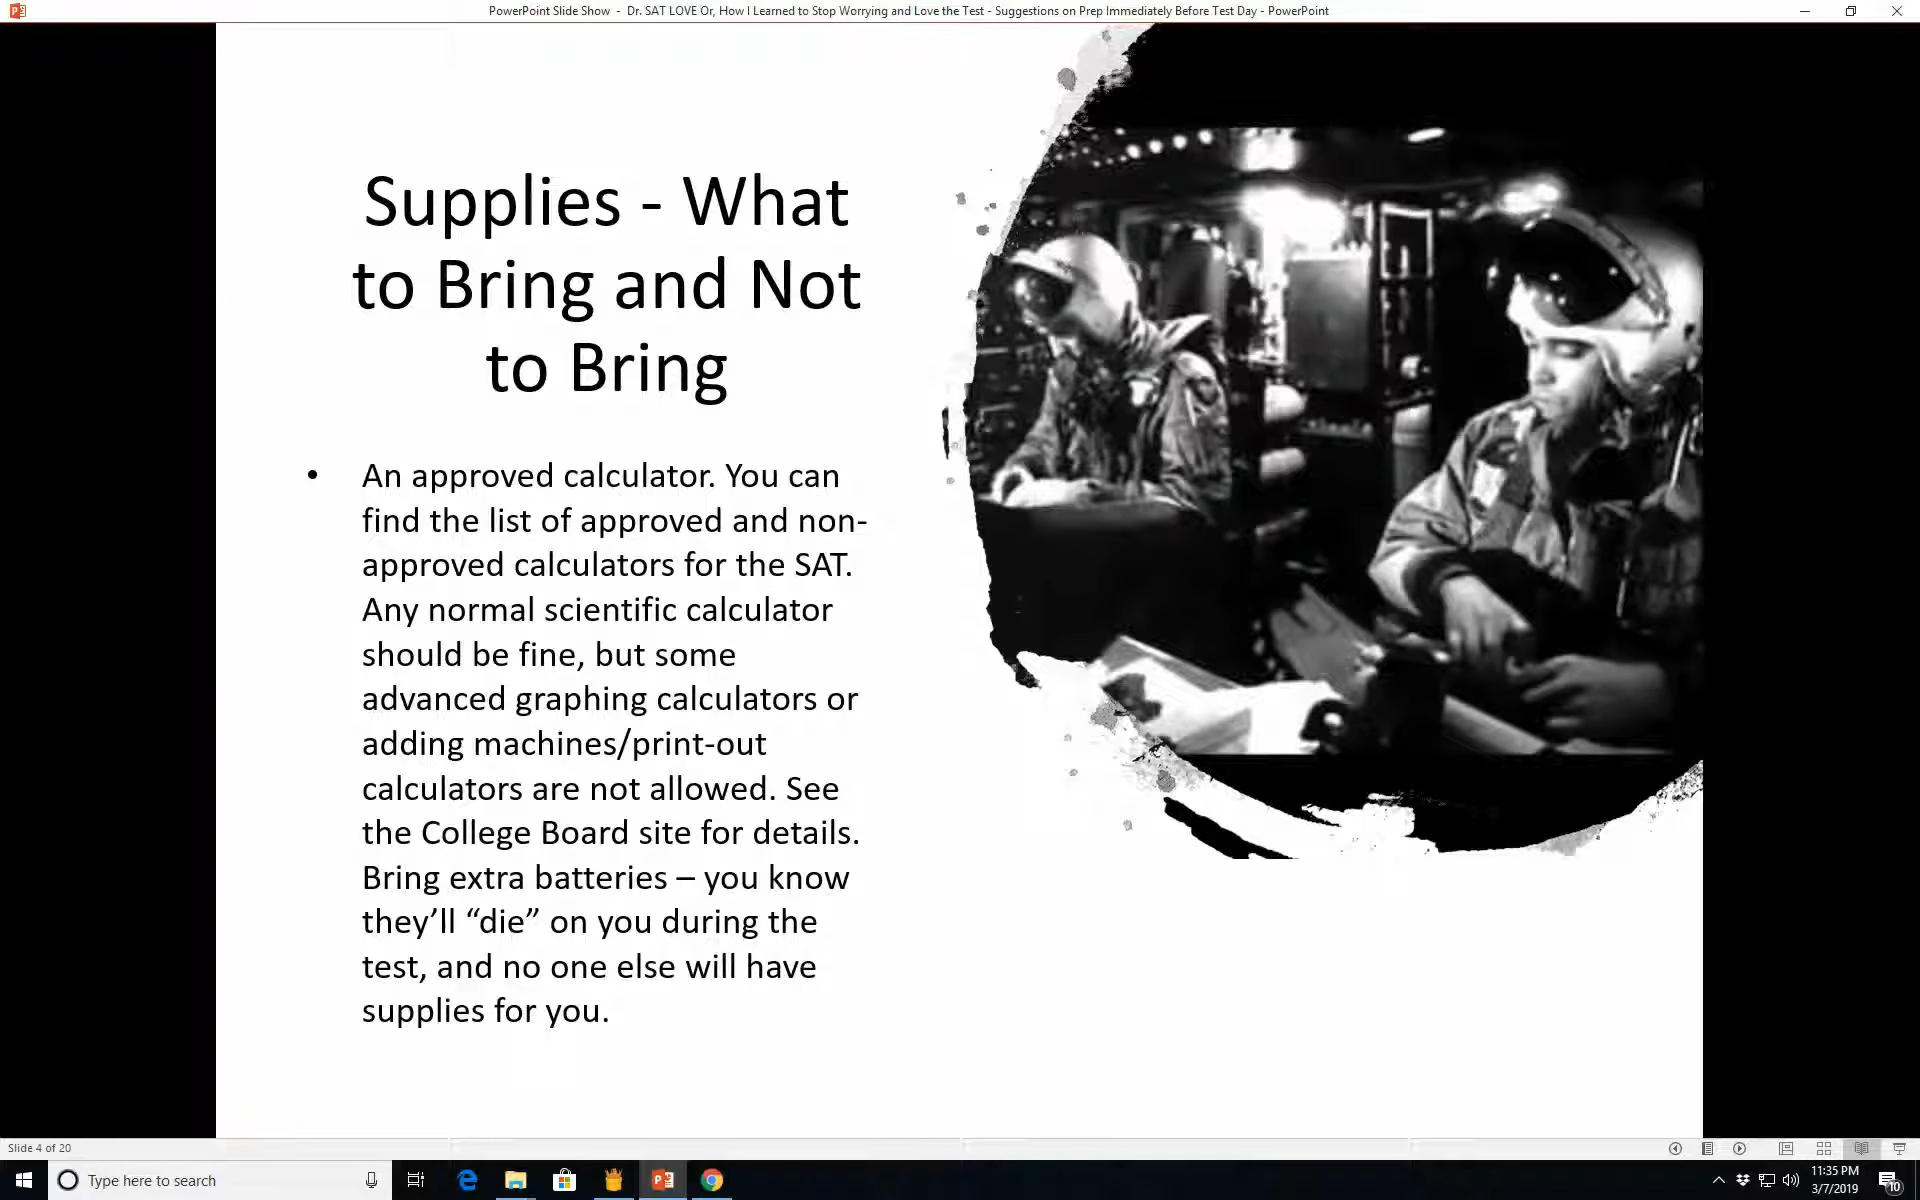 PowerPoint Slide Show - Dr. SAT LOVE Or, How I Learned to Stop Worrying and Love the Test - Suggestions on Prep Immediately Before Test Day - PowerPoint
Supplies - What
to Bring and Not
to Bring
• An approved calculator. You can
find the list of approved and non-
approved calculators for the SAT.
Any normal scientific calculator
should be fine, but some
advanced graphing calculators or
adding machines/print-out
calculators are not allowed. See
the College Board site for details.
Bring extra batteries – you know
they’ll “die” on you during the
test, and no one else will have
supplies for you.
Slide 4 of 20
Type here to search
11:35 PM
3/7/2019
10